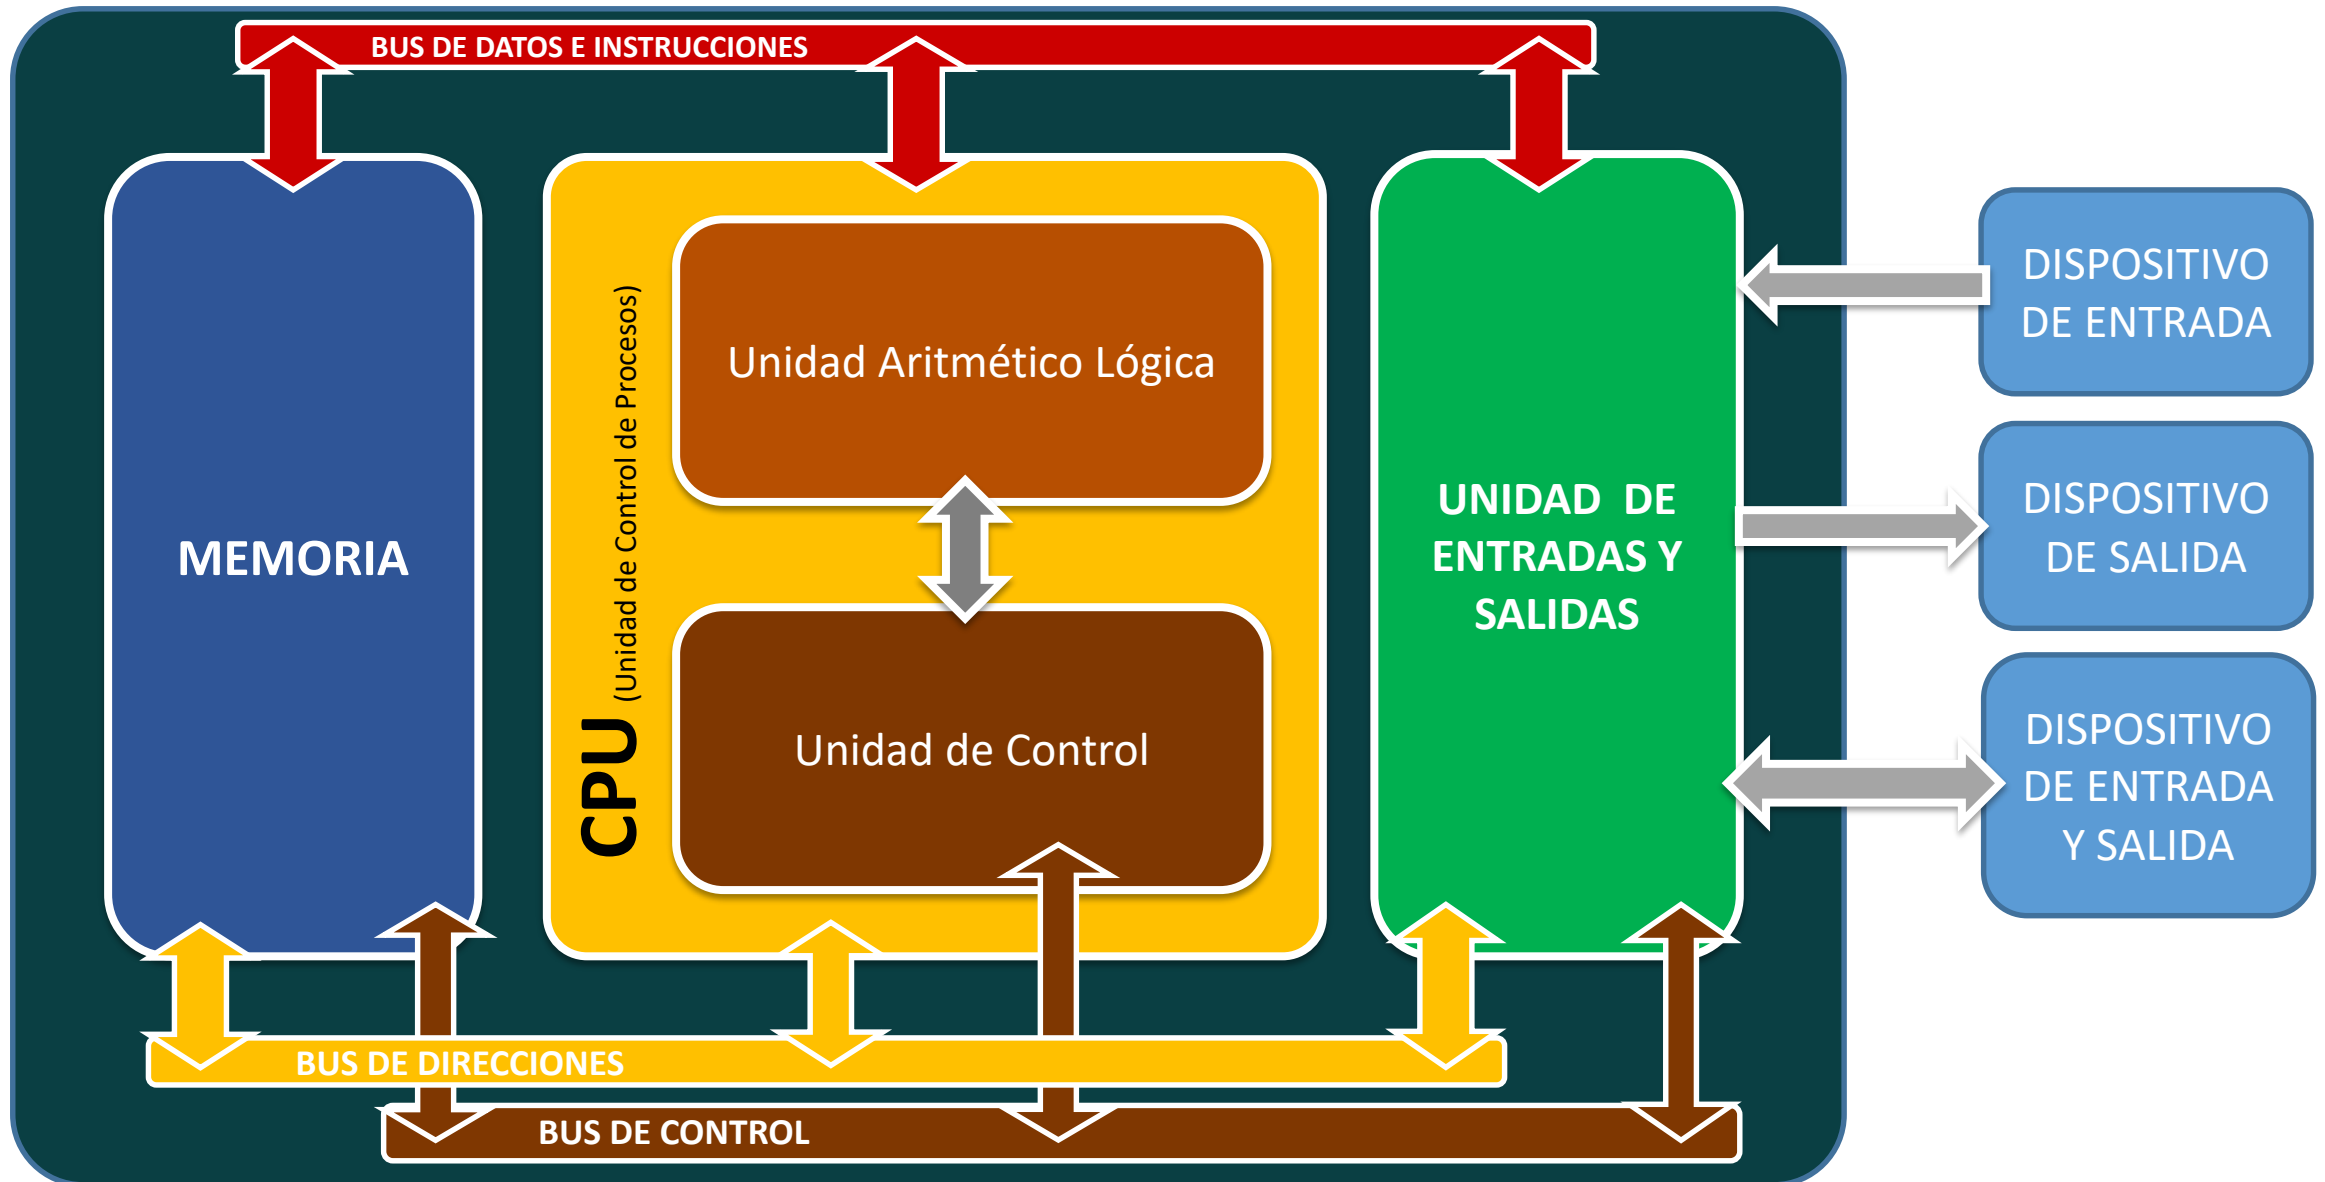 BUS DE DATOS E INSTRUCCIONES
MEMORIA
CPU (Unidad de Control de Procesos)
Unidad Aritmético Lógica
Unidad de Control
UNIDAD DE
ENTRADAS Y
SALIDAS
DISPOSITIVO
DE ENTRADA
DISPOSITIVO
DE SALIDA
DISPOSITIVO
DE ENTRADA
Y SALIDA
BUS DE DIRECCIONES
BUS DE CONTROL